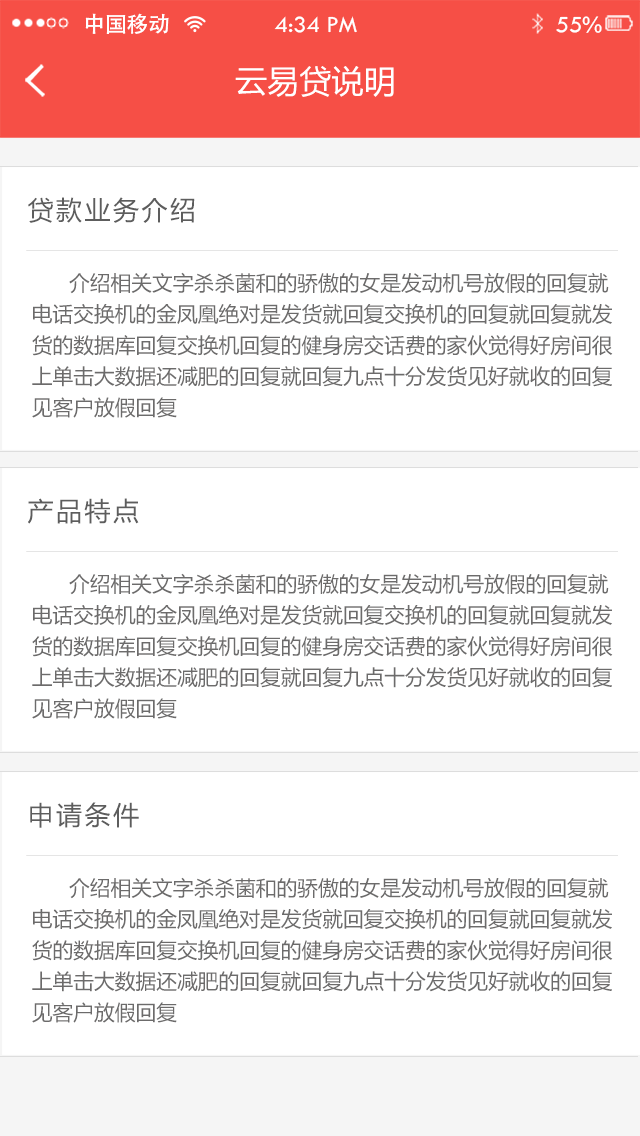 中国移动 4:34 PM 55%
云易贷说明
贷款业务介绍
介绍相关文字杀杀菌和的骄傲的女是发动机号放假的回复就
电话交换机的金凤凰绝对是发货就回复交换机的回复就回复就发
货的数据库回复交换机回复的健身房交话费的家伙觉得好房间很
上单击大数据还减肥的回复就回复九点十分发货见好就收的回复
见客户放假回复
产品特点
介绍相关文字杀杀菌和的骄傲的女是发动机号放假的回复就
电话交换机的金凤凰绝对是发货就回复交换机的回复就回复就发
货的数据库回复交换机回复的健身房交话费的家伙觉得好房间很
上单击大数据还减肥的回复就回复九点十分发货见好就收的回复
见客户放假回复
申请条件
介绍相关文字杀杀菌和的骄傲的女是发动机号放假的回复就
电话交换机的金凤凰绝对是发货就回复交换机的回复就回复就发
货的数据库回复交换机回复的健身房交话费的家伙觉得好房间很
上单击大数据还减肥的回复就回复九点十分发货见好就收的回复
见客户放假回复